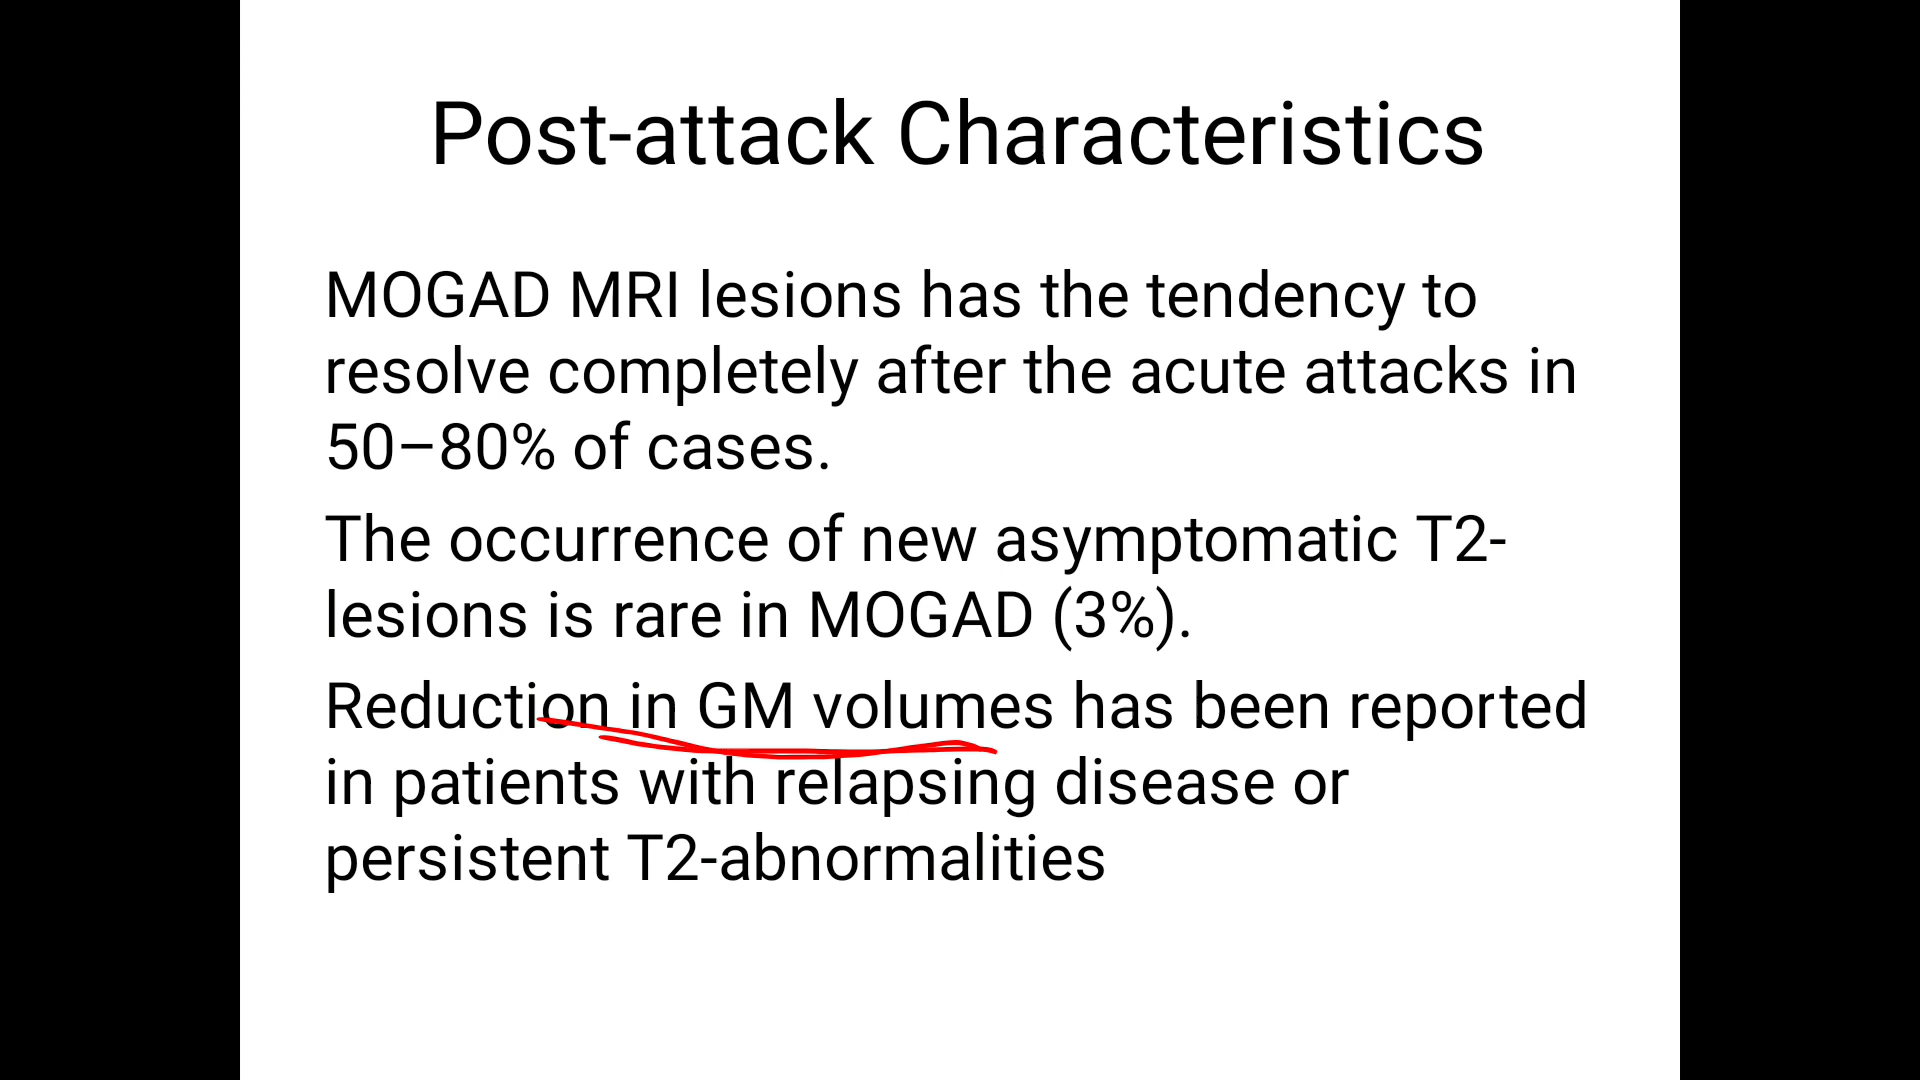 Post-attack Characteristics
MOGAD MRI lesions has the tendency to
resolve completely after the acute attacks in
50–80% of cases.
The occurrence of new asymptomatic T2-
lesions is rare in MOGAD (3%).
Reduction in GM volumes has been reported
in patients with relapsing disease or
persistent T2-abnormalities